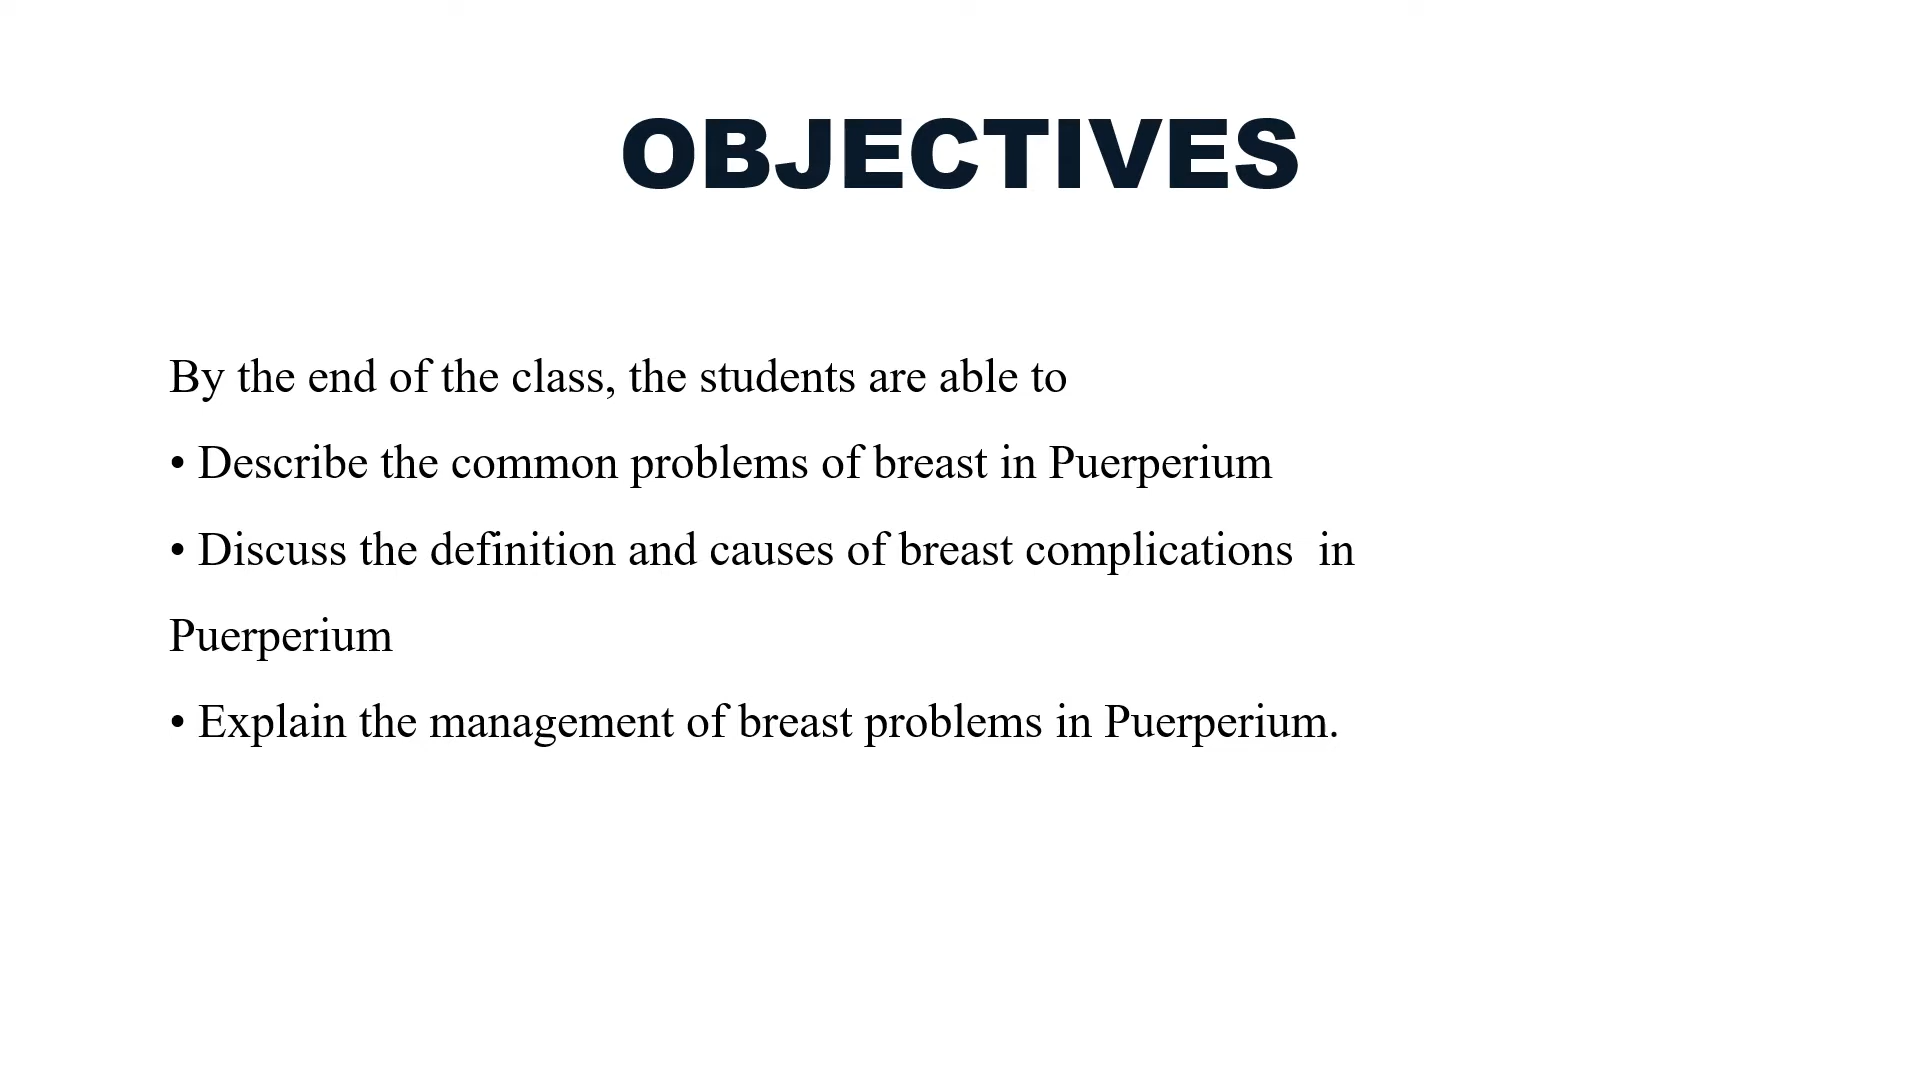 OBJECTIVES
By the end of the class, the students are able to
• Describe the common problems of breast in Puerperium
• Discuss the definition and causes of breast complications  in
Puerperium
• Explain the management of breast problems in Puerperium.